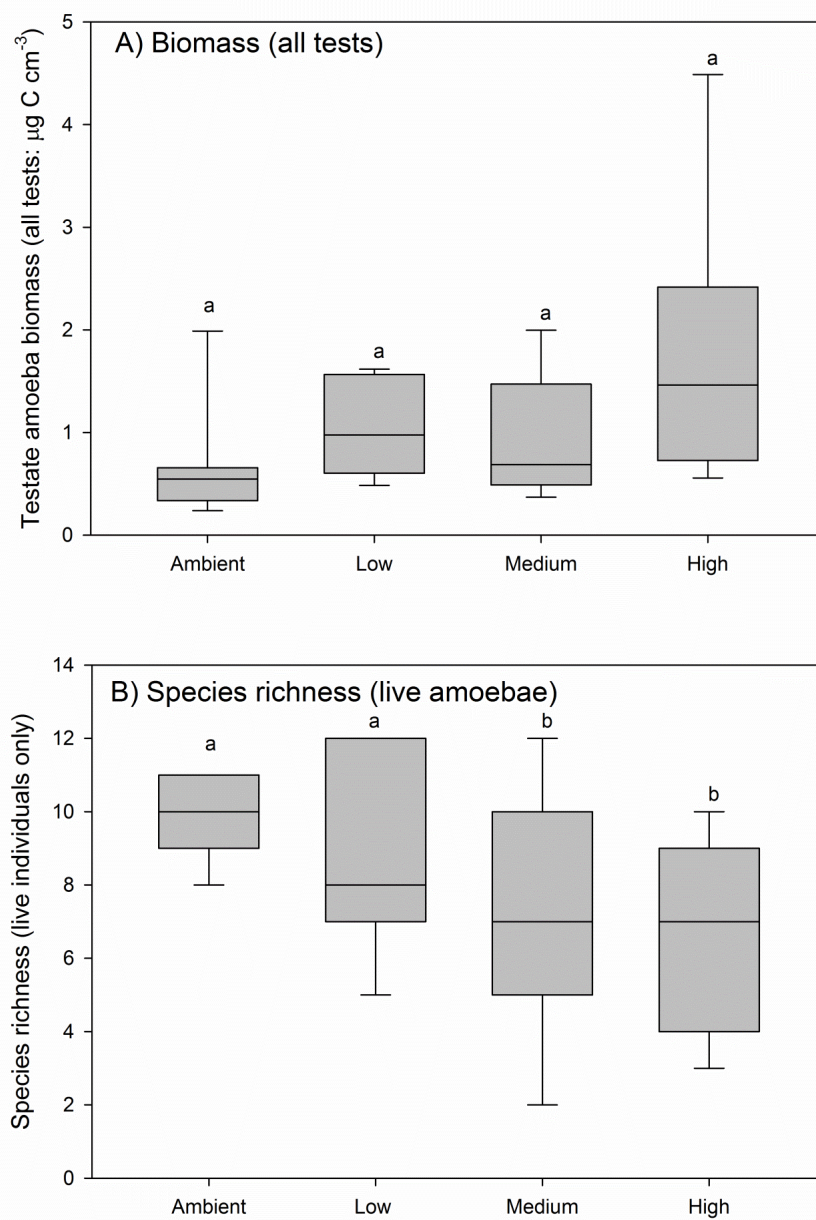 A) Biomass (all tests)
Testate amoeba biomass (all tests: μg C cm-3)
5
4
3
2
1
0
a
a
a
a
Ambient
Low
Medium
High
B) Species richness (live amoebae)
Species richness (live individuals only)
14
12
10
8
6
4
2
0
a
a
b
b
Ambient
Low
Medium
High